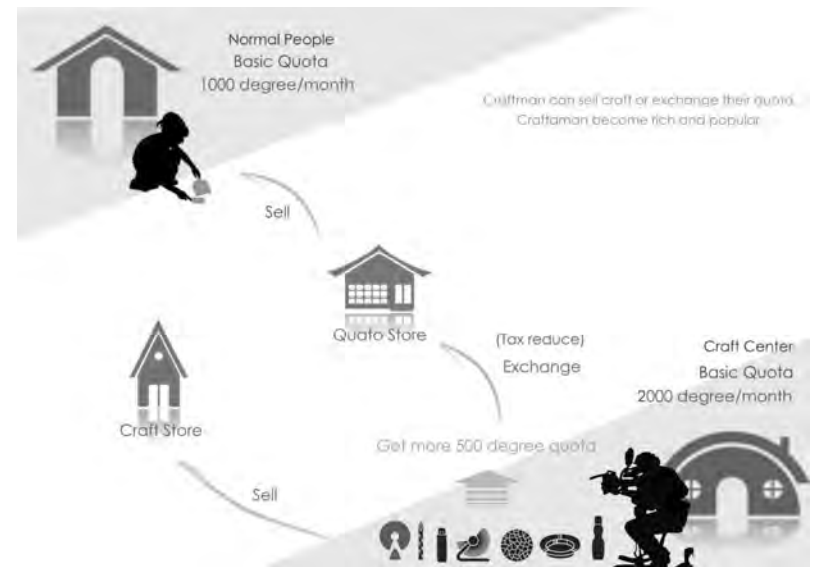 Normal People
Basic Quota
1000 degree/month
Craftman can sell craft or exchange their quota.
Craftaman become rich and popular
Sell
Quato Store
(Tax reduce)
Exchange
Craft Center
Basic Quota
2000 degree/month
Craft Store
Get more 500 degree quota
Sell